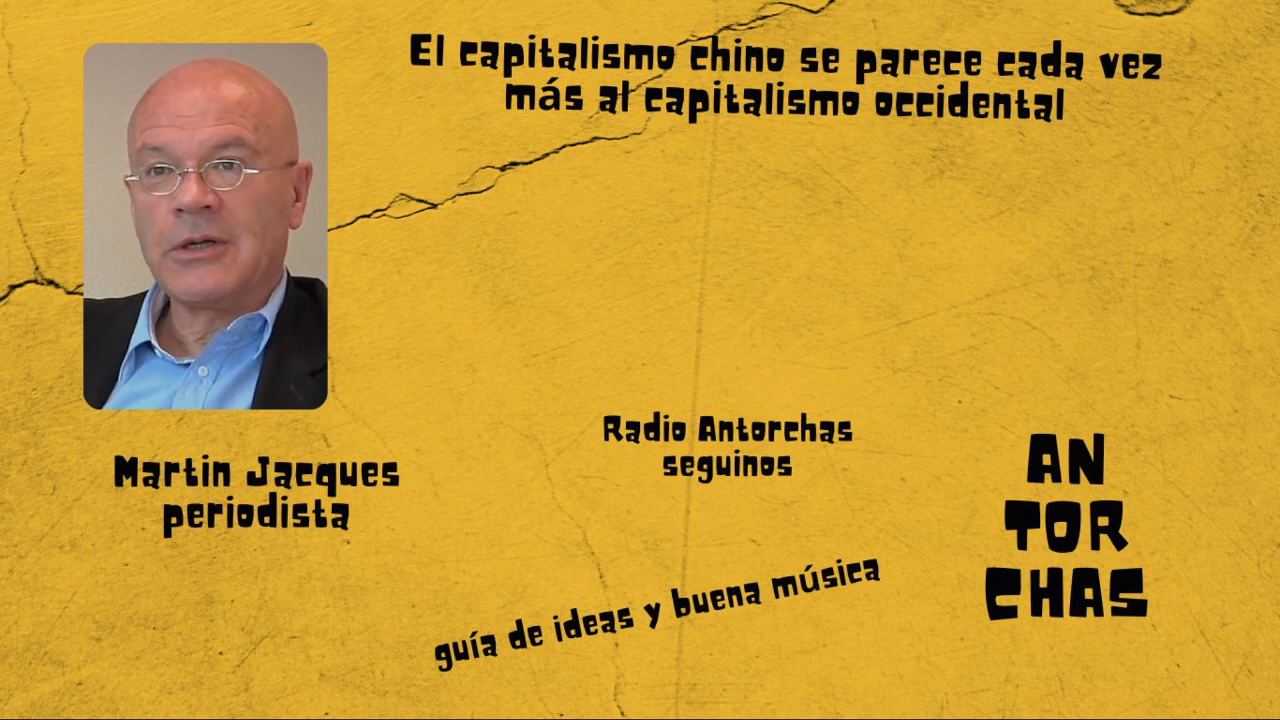 El capitalismo chino se parece cada vez
más al capitalismo occidental
Martin Jacques
periodista
Radio Antorchas
seguinos
guía de ideas y buena música
AN
TOR
CHAS